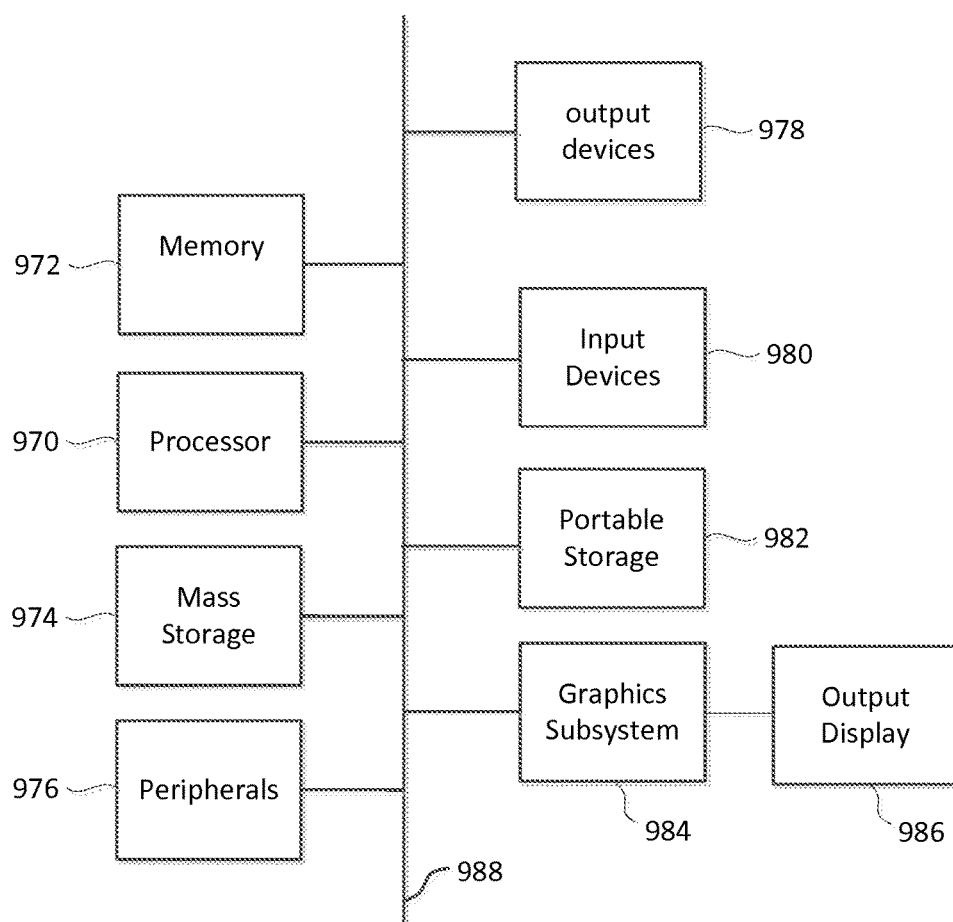 output
devices
978
Memory
972
Input
Devices
980
970
Processor
Portable
Storage
982
974
Mass
Storage
Graphics
Subsystem
Output
Display
976
Peripherals
984
986
988